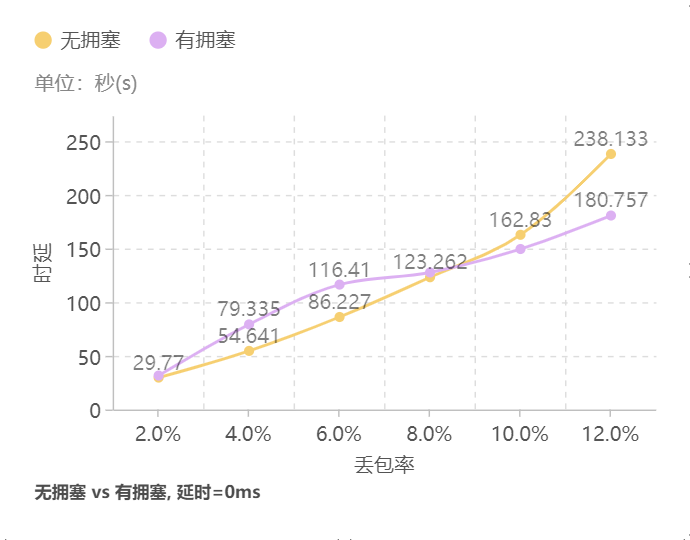 无拥塞 有拥塞
单位：秒(s)
238.133
250
180.757
200
162.83
时延
150
123.262
116.41
100
86.227
79.335
54.641
50
29.77
0
2.0% 4.0% 6.0% 8.0% 10.0% 12.0%
丢包率
无拥塞 vs 有拥塞, 延时=0ms